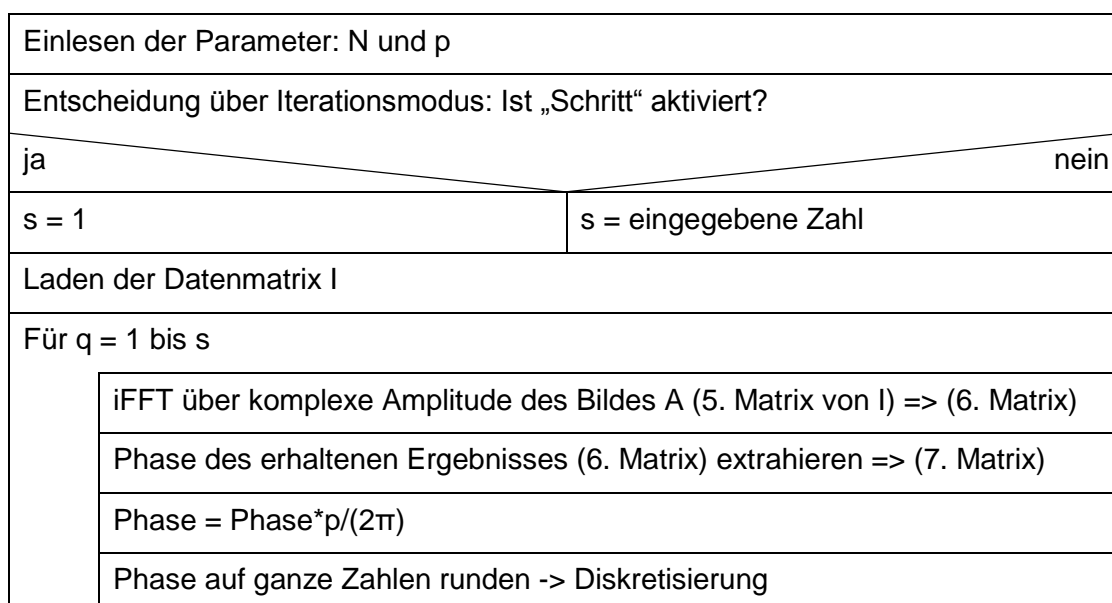 Einlesen der Parameter: N und p
Entscheidung über Iterationsmodus: Ist „Schritt“ aktiviert?
ja
nein
s = 1
s = eingegebene Zahl
Laden der Datenmatrix I
Für q = 1 bis s
iFFT über komplexe Amplitude des Bildes A (5. Matrix von I) => (6. Matrix)
Phase des erhaltenen Ergebnisses (6. Matrix) extrahieren => (7. Matrix)
Phase = Phase*p/(2π)
Phase auf ganze Zahlen runden -> Diskretisierung